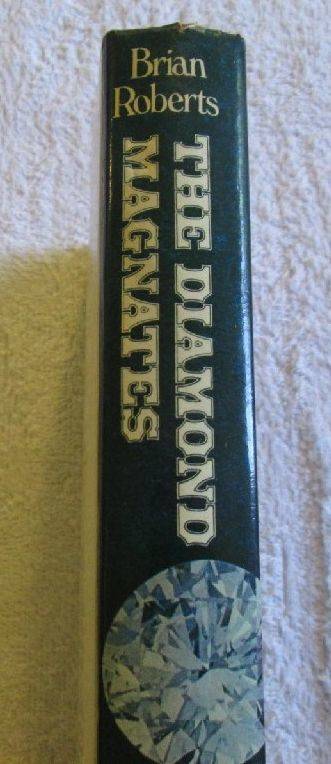 Brian
Roberts
THE DIAMOND
MAGNATES